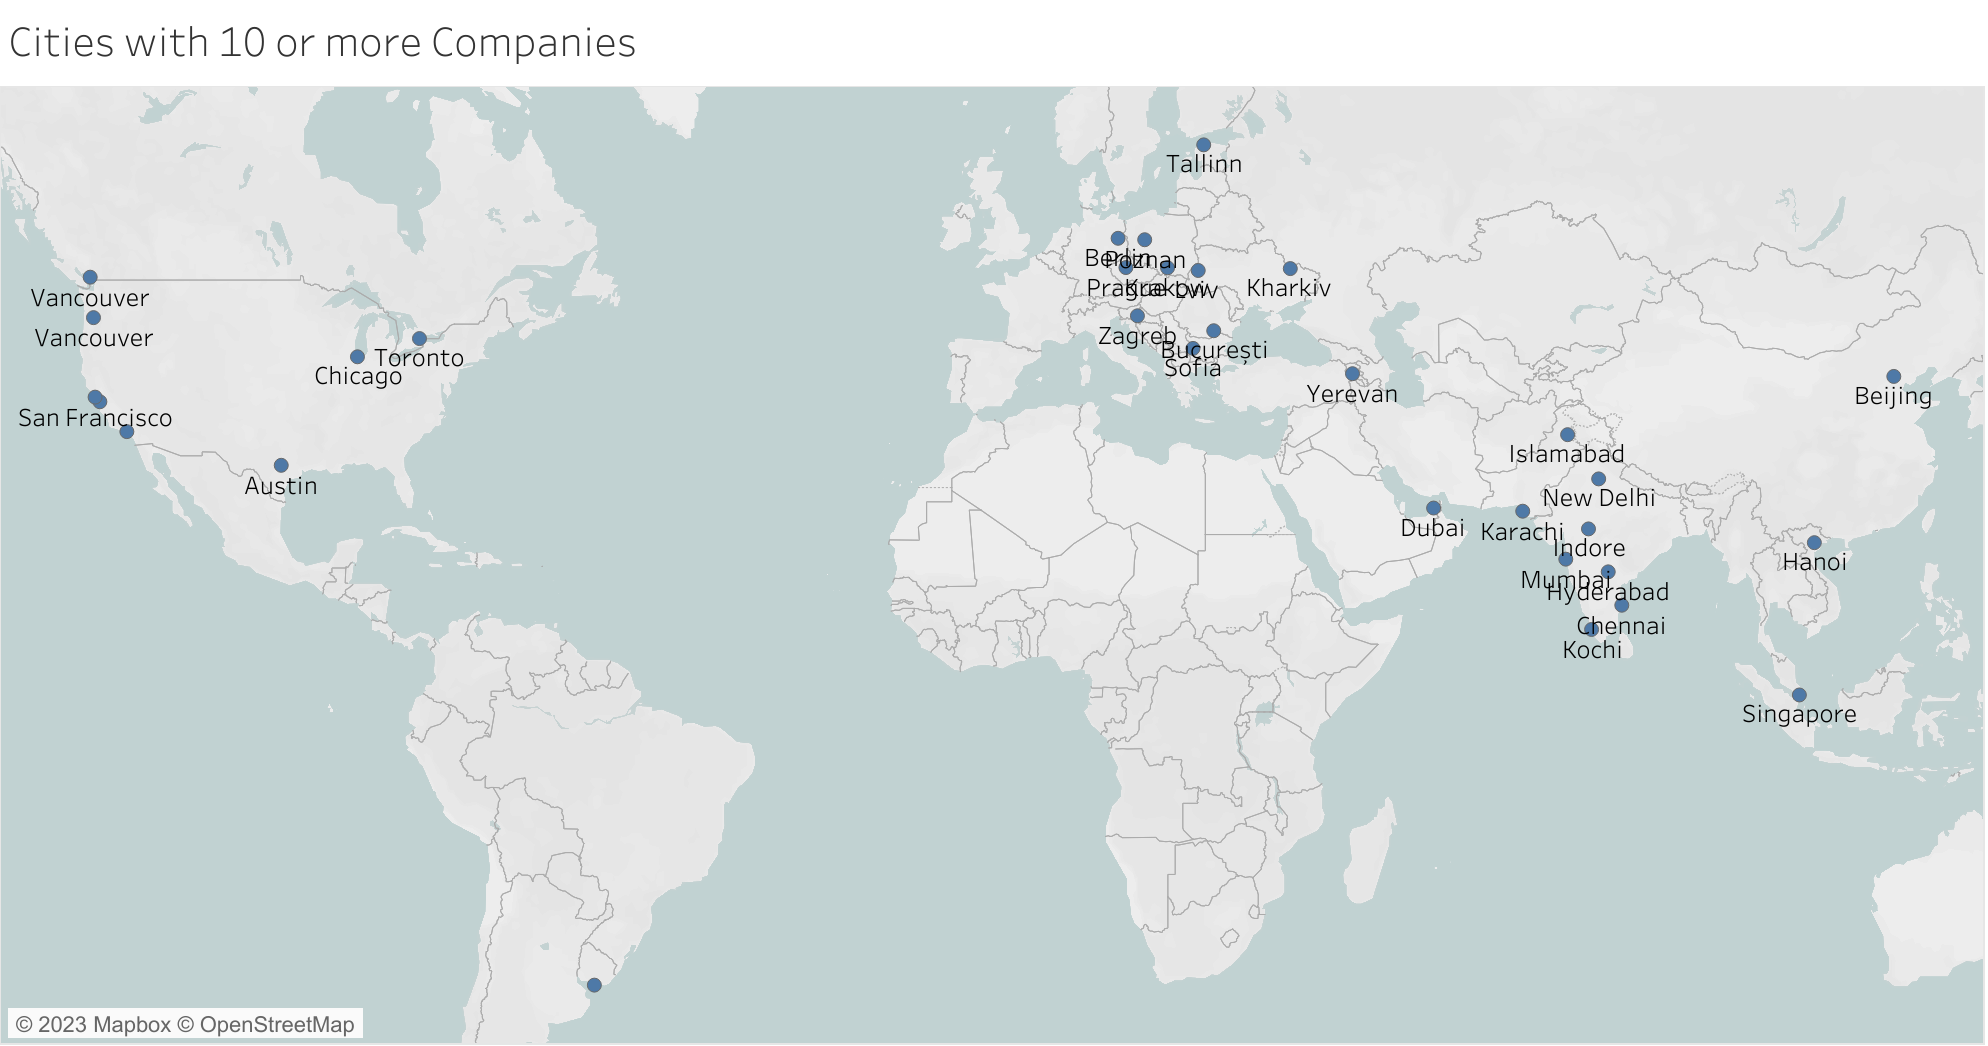 Cities with 10 or more Companies
Tallinn
Berlin
Poznan
Prague
Krakow
Lviv
Kharkiv
Vancouver
Vancouver
Zagreb
București
Sofia
Toronto
Chicago
Yerevan
Beijing
San Francisco
Islamabad
Austin
New Delhi
Dubai
Karachi
Indore
Hanoi
Mumbai
Hyderabad
Chennai
Kochi
Singapore
© 2023 Mapbox © OpenStreetMap